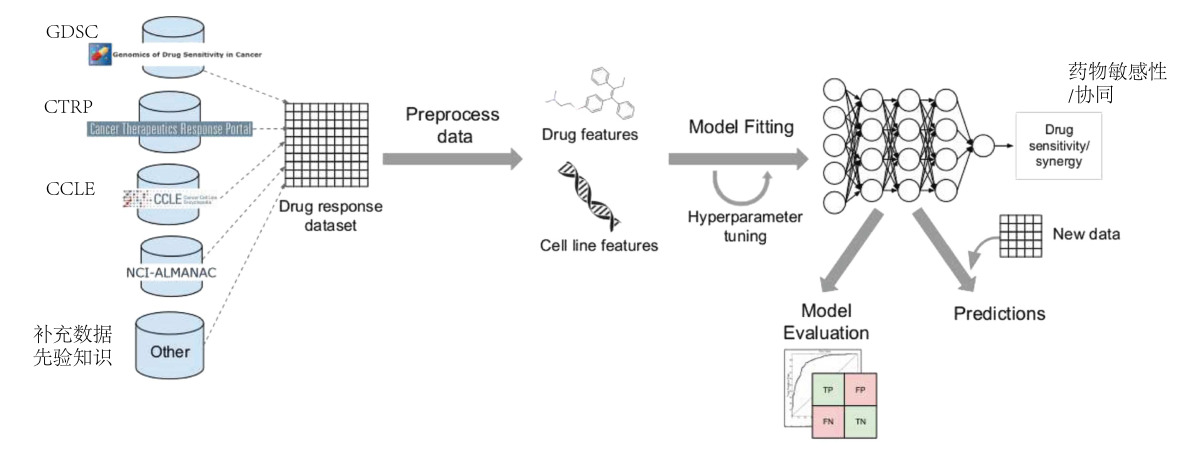 GDSC
Genomics of Drug Sensitivity in Cancer
CTRP
Cancer Therapeutics Response Portal
CCLE
CCLE
Cancer Cell Line
Encyclopedia
NCI-ALMANAC
补充数据
先验知识
Other
Drug response
dataset
Preprocess
data
Drug features
Cell line features
Model Fitting
Hyperparameter
tuning
药物敏感性
/协同
Drug
sensitivity/
synergy
New data
Model
Evaluation
Predictions
TP
FP
FN
TN